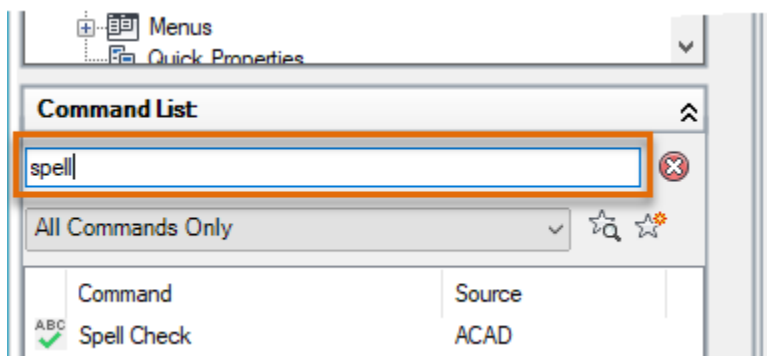 Menus
Quick Properties
Command List:
spell
All Commands Only
Command Source
ABC Spell Check ACAD